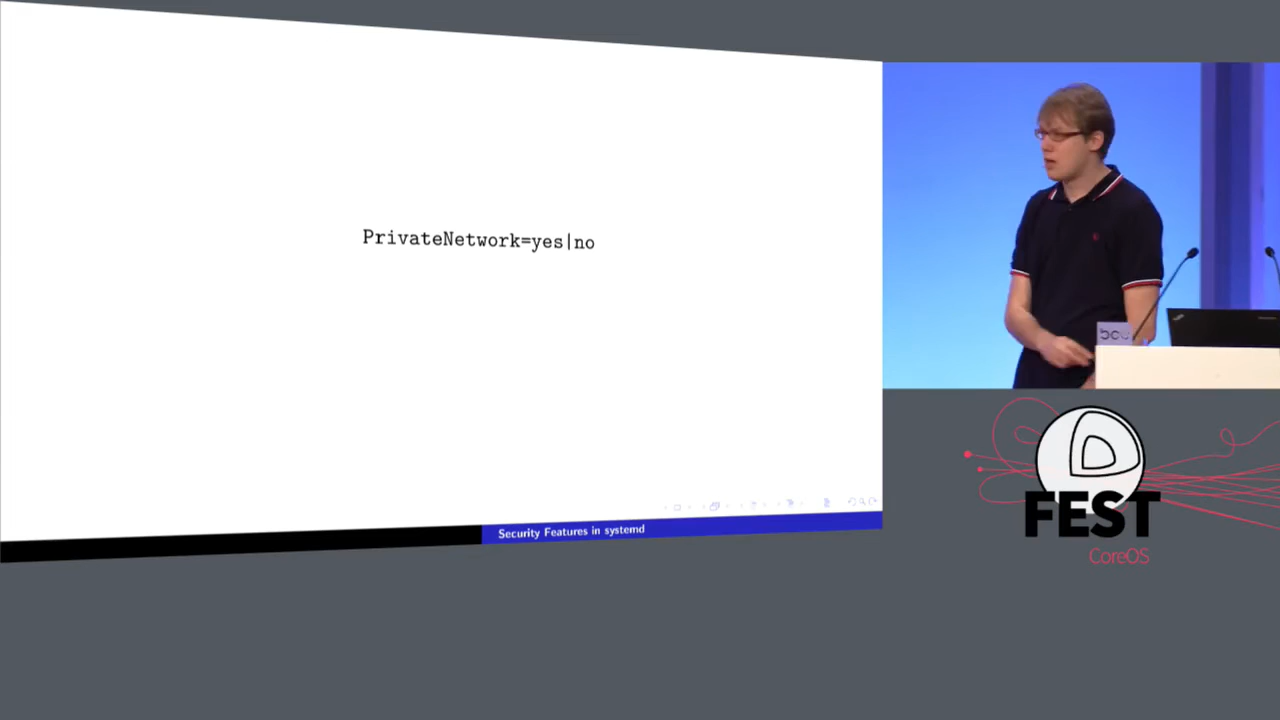 PrivateNetwork=yes|no
Security Features in systemd
FEST
CoreOS